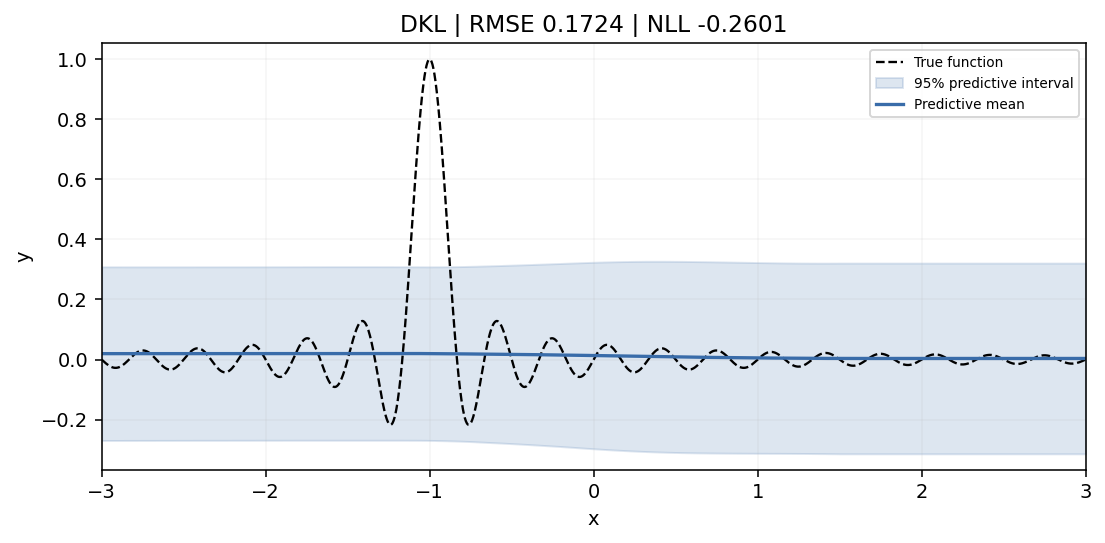 DKL | RMSE 0.1724 | NLL -0.2601
True function
95% predictive interval
Predictive mean
y
1.0
0.8
0.6
0.4
0.2
0.0
−0.2
−3 −2 −1 0 1 2 3
x